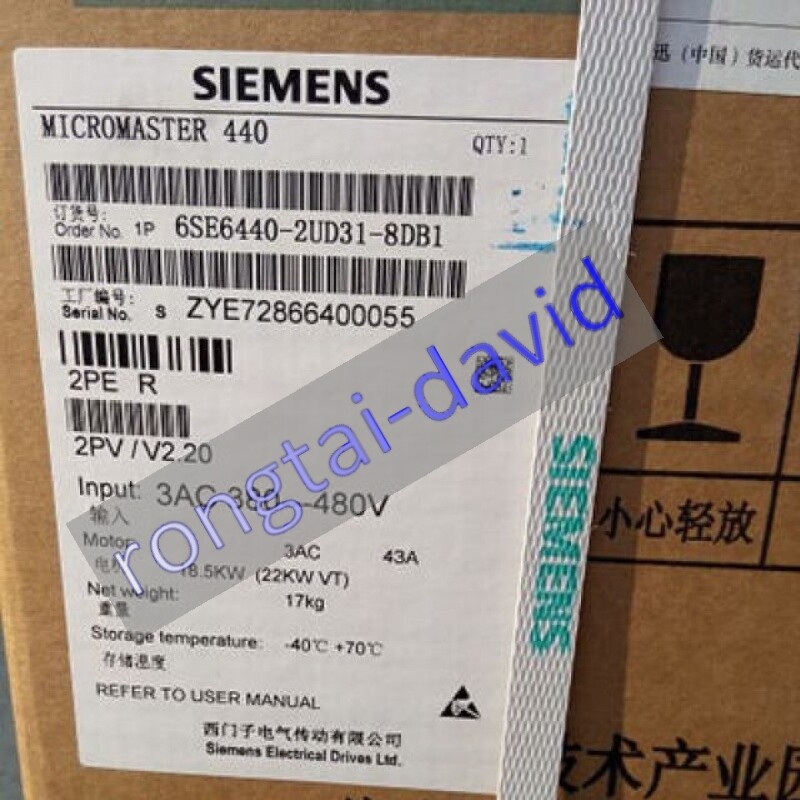 迅（中国）货运代
SIEMENS
MICROMASTER 440
QTY:1
订货号:
Order No. 1P 6SE6440-2UD31-8DB1
工厂编号:
Serial No. S ZYE72866400055
2PE R
2PV / V2.20
Input: 3AC 380 -480V
输入
Motor 3AC 43A
18.5KW (22KW VT)
Net weight: 17kg
重量
Storage temperature: -40℃ +70℃
存储温度
REFER TO USER MANUAL
西门子电气传动有限公司
Siemens Electrical Drives Ltd.
rongtai-david
SIEMENS
小心轻放
技术产业园